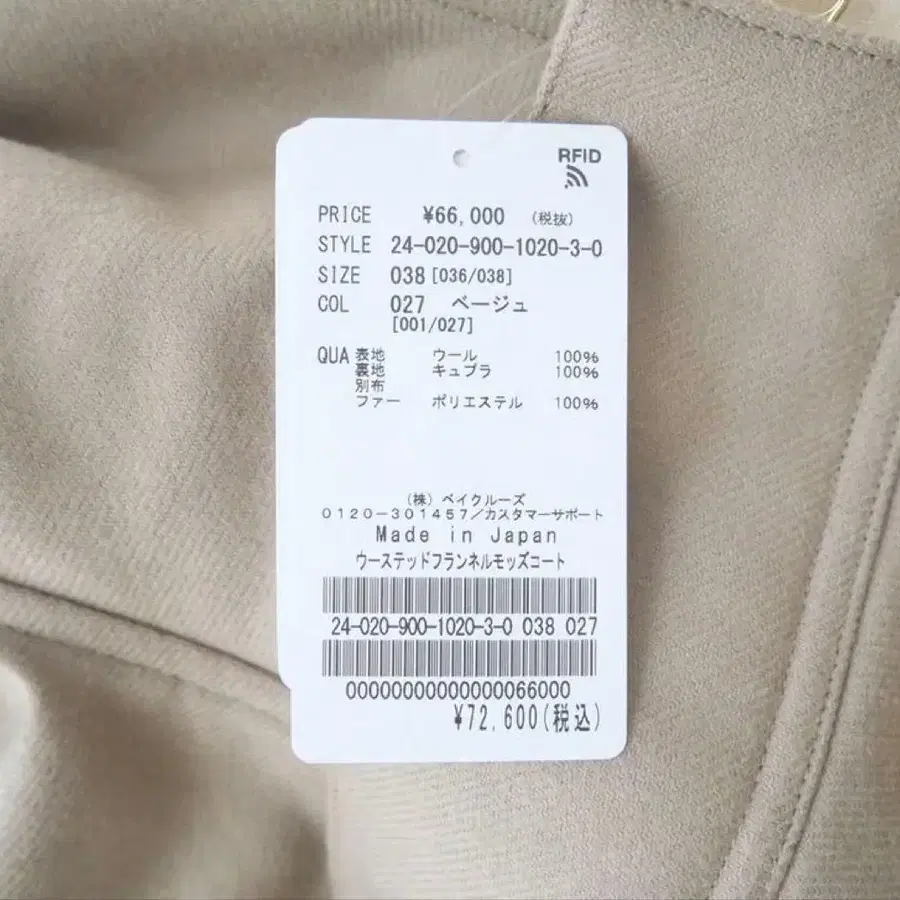 RFID
PRICE ¥66,000 (税抜)
STYLE 24-020-900-1020-3-0
SIZE 038 [036/038]
COL 027 ベージュ
[001/027]
QUA 表地 ウール 100%
裏地 キュプラ 100%
別布
ファー ポリエステル 100%
(株) ベイクルーズ
0120-301457/カスタマーサポート
Made in Japan
ウーステッドフランネルモッズコート
24-020-900-1020-3-0 038 027
00000000000000066000
¥72,600(税込)